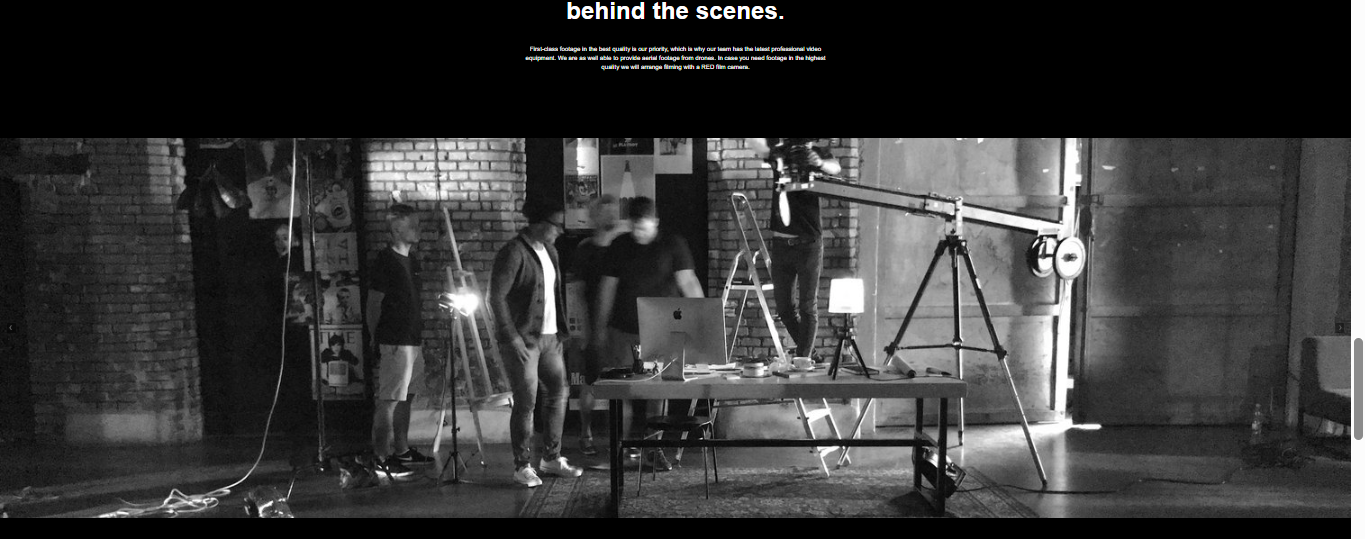 behind the scenes.
First-class footage in the best quality is our priority, which is why our team has the latest professional video
equipment. We are as well able to provide aerial footage from drones. In case you need footage in the highest
quality we will arrange filming with a RED film camera.